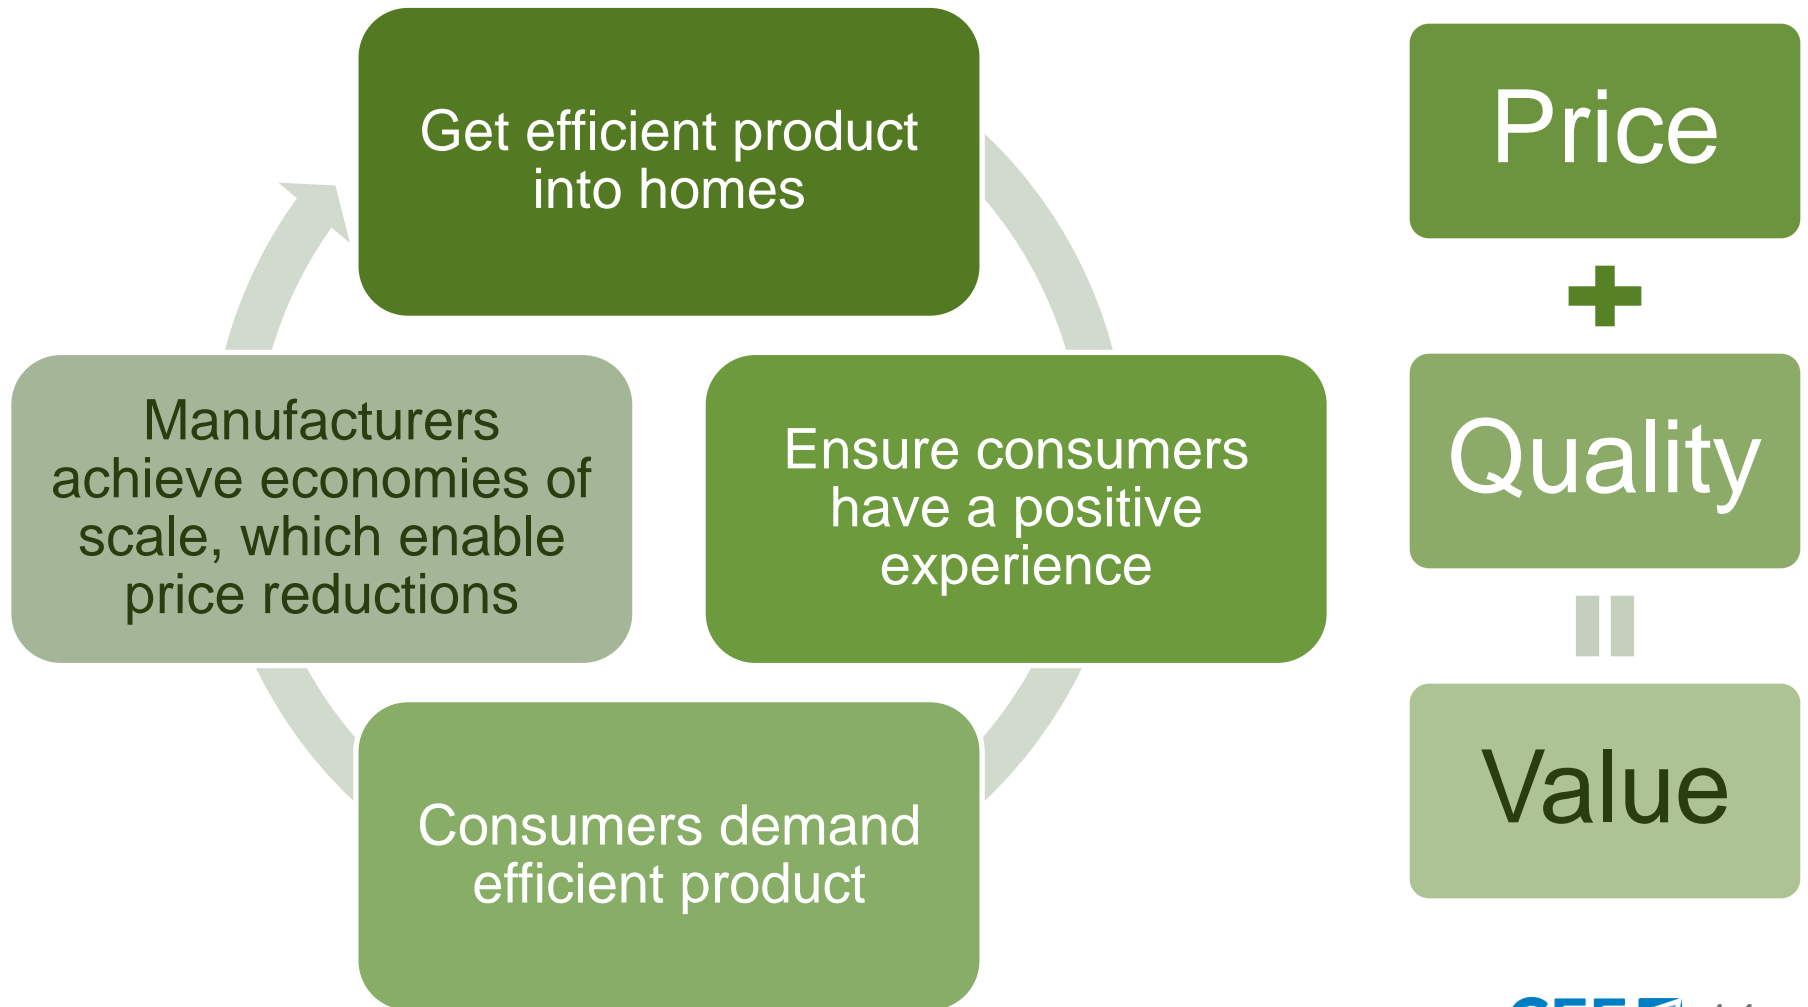 Get efficient product
into homes
Ensure consumers
have a positive
experience
Consumers demand
efficient product
Manufacturers
achieve economies of
scale, which enable
price reductions
Price
Quality
Value